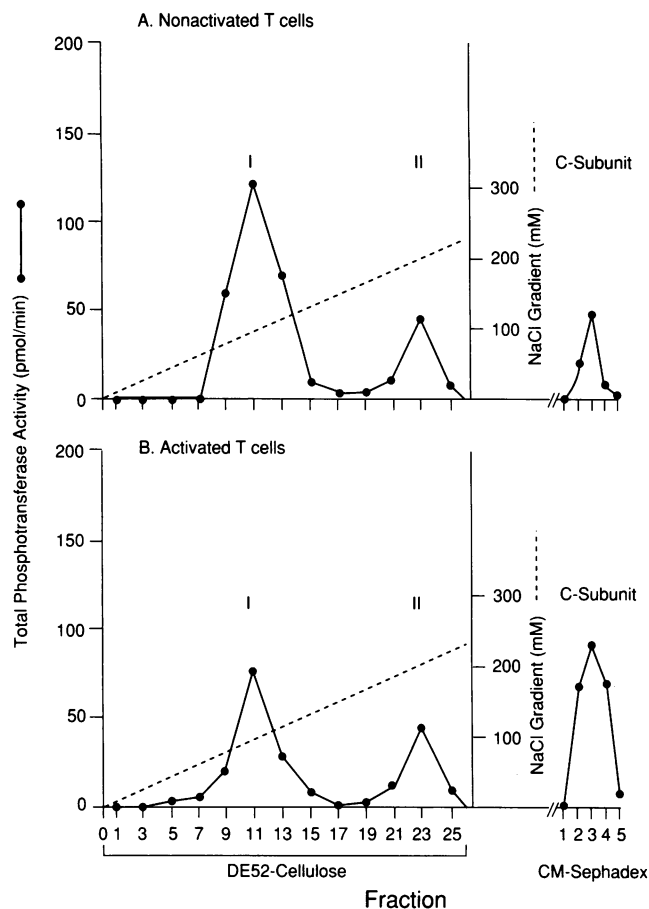 A. Nonactivated T cells
200
150
100
50
0
I
II
300
200
100
NaCl Gradient (mM)
C-Subunit
Total Phosphotransferase Activity (pmol/min)
B. Activated T cells
200
150
100
50
0
I
II
300
200
100
NaCl Gradient (mM)
C-Subunit
0 1 3 5 7 9 11 13 15 17 19 21 23 25
1 2 3 4 5
DE52-Cellulose
CM-Sephadex
Fraction